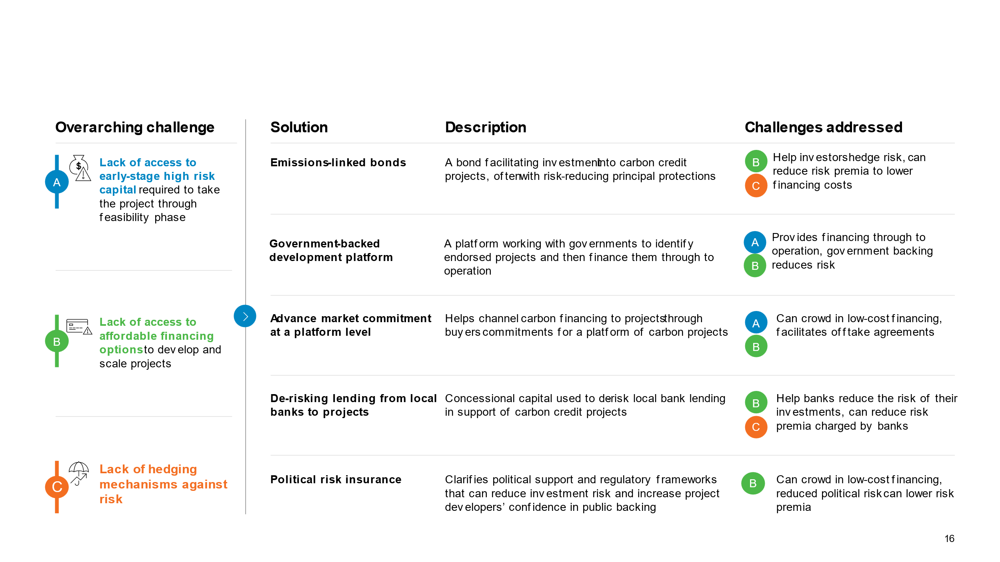 Overarching challenge
A
Lack of access to
early-stage high risk
capital required to take
the project through
feasibility phase
B
Lack of access to
affordable financing
options to develop and
scale projects
C
Lack of hedging
mechanisms against
risk
Solution
Description
Challenges addressed
Emissions-linked bonds
A bond facilitating investment into carbon credit
projects, often with risk-reducing principal protections
B
C
Help investors hedge risk, can
reduce risk premia to lower
financing costs
Government-backed
development platform
A platform working with governments to identify
endorsed projects and then finance them through to
operation
A
B
Provides financing through to
operation, government backing
reduces risk
Advance market commitment
at a platform level
Helps channel carbon financing to projects through
buyers commitments for a platform of carbon projects
A
B
Can crowd in low-cost financing,
facilitates offtake agreements
De-risking lending from local
banks to projects
Concessional capital used to derisk local bank lending
in support of carbon credit projects
B
C
Help banks reduce the risk of their
investments, can reduce risk
premia charged by banks
Political risk insurance
Clarifies political support and regulatory frameworks
that can reduce investment risk and increase project
developers’ confidence in public backing
B
Can crowd in low-cost financing,
reduced political risk can lower risk
premia
16